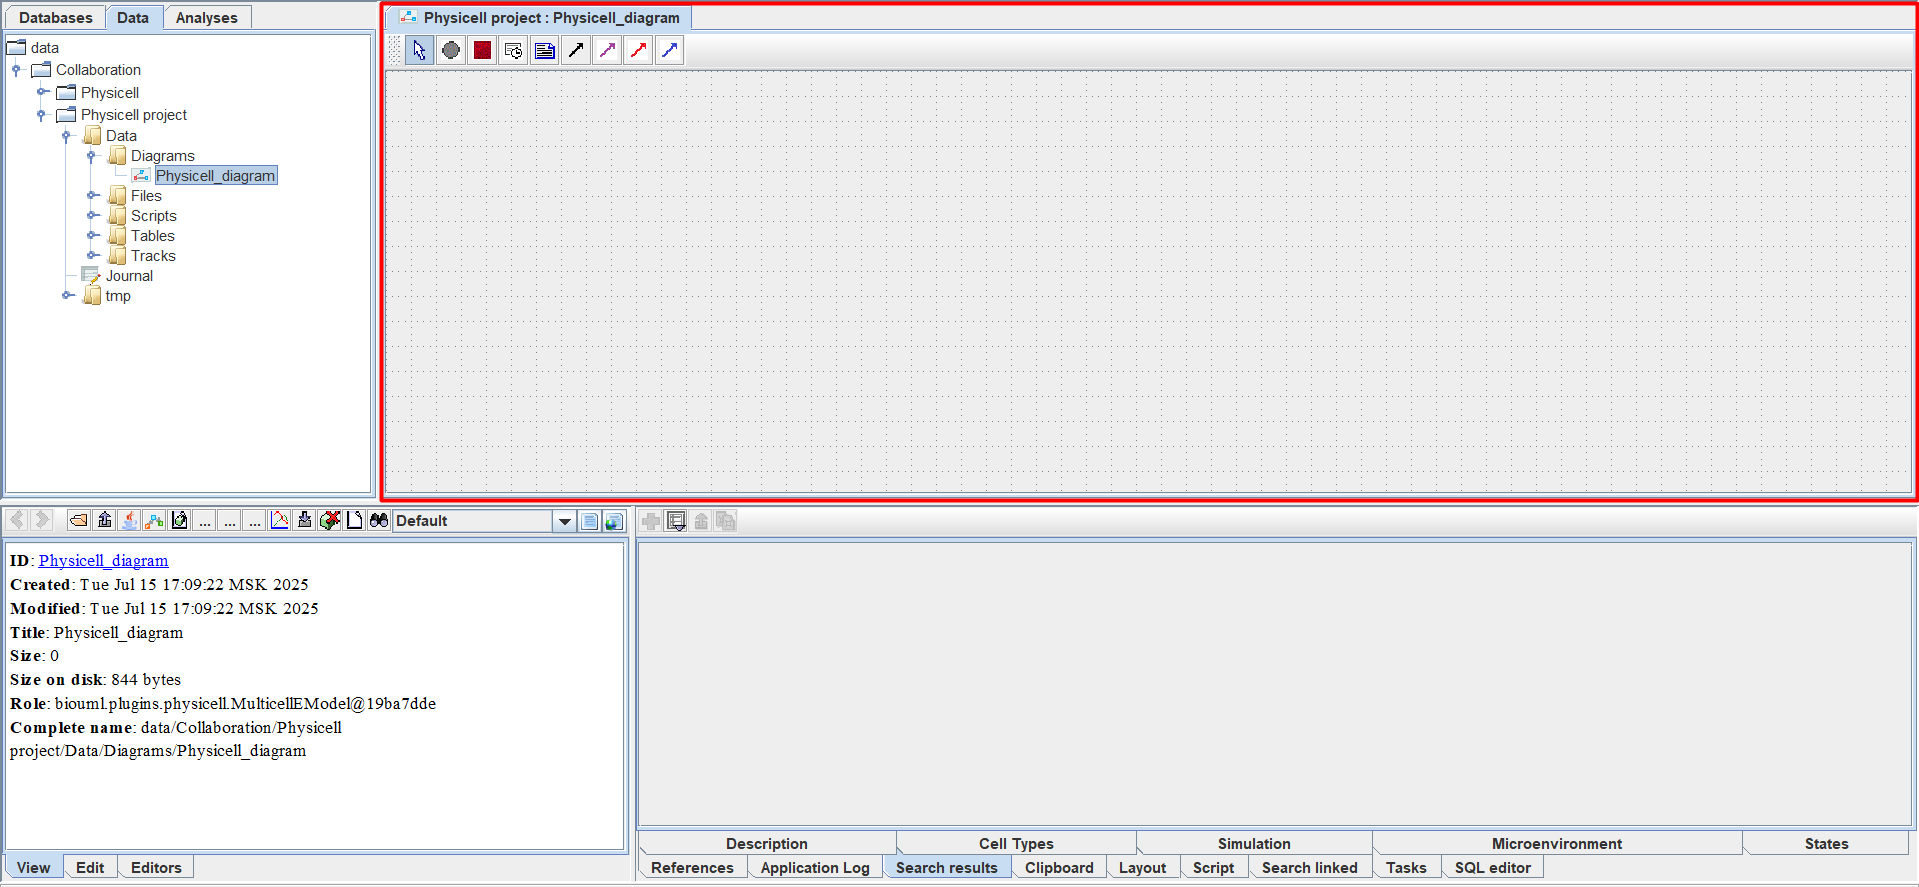 Databases Data Analyses
data
Collaboration
Physicell
Physicell project
Data
Diagrams
Physicell_diagram
Files
Scripts
Tables
Tracks
Journal
tmp
Physicell project : Physicell_diagram
... ... ... Default
ID: Physicell_diagram
Created: Tue Jul 15 17:09:22 MSK 2025
Modified: Tue Jul 15 17:09:22 MSK 2025
Title: Physicell_diagram
Size: 0
Size on disk: 844 bytes
Role: biouml.plugins.physicell.MulticellEModel@19ba7dde
Complete name: data/Collaboration/Physicell
project/Data/Diagrams/Physicell_diagram
View Edit Editors
Description Cell Types Simulation Microenvironment States
References Application Log Search results Clipboard Layout Script Search linked Tasks SQL editor